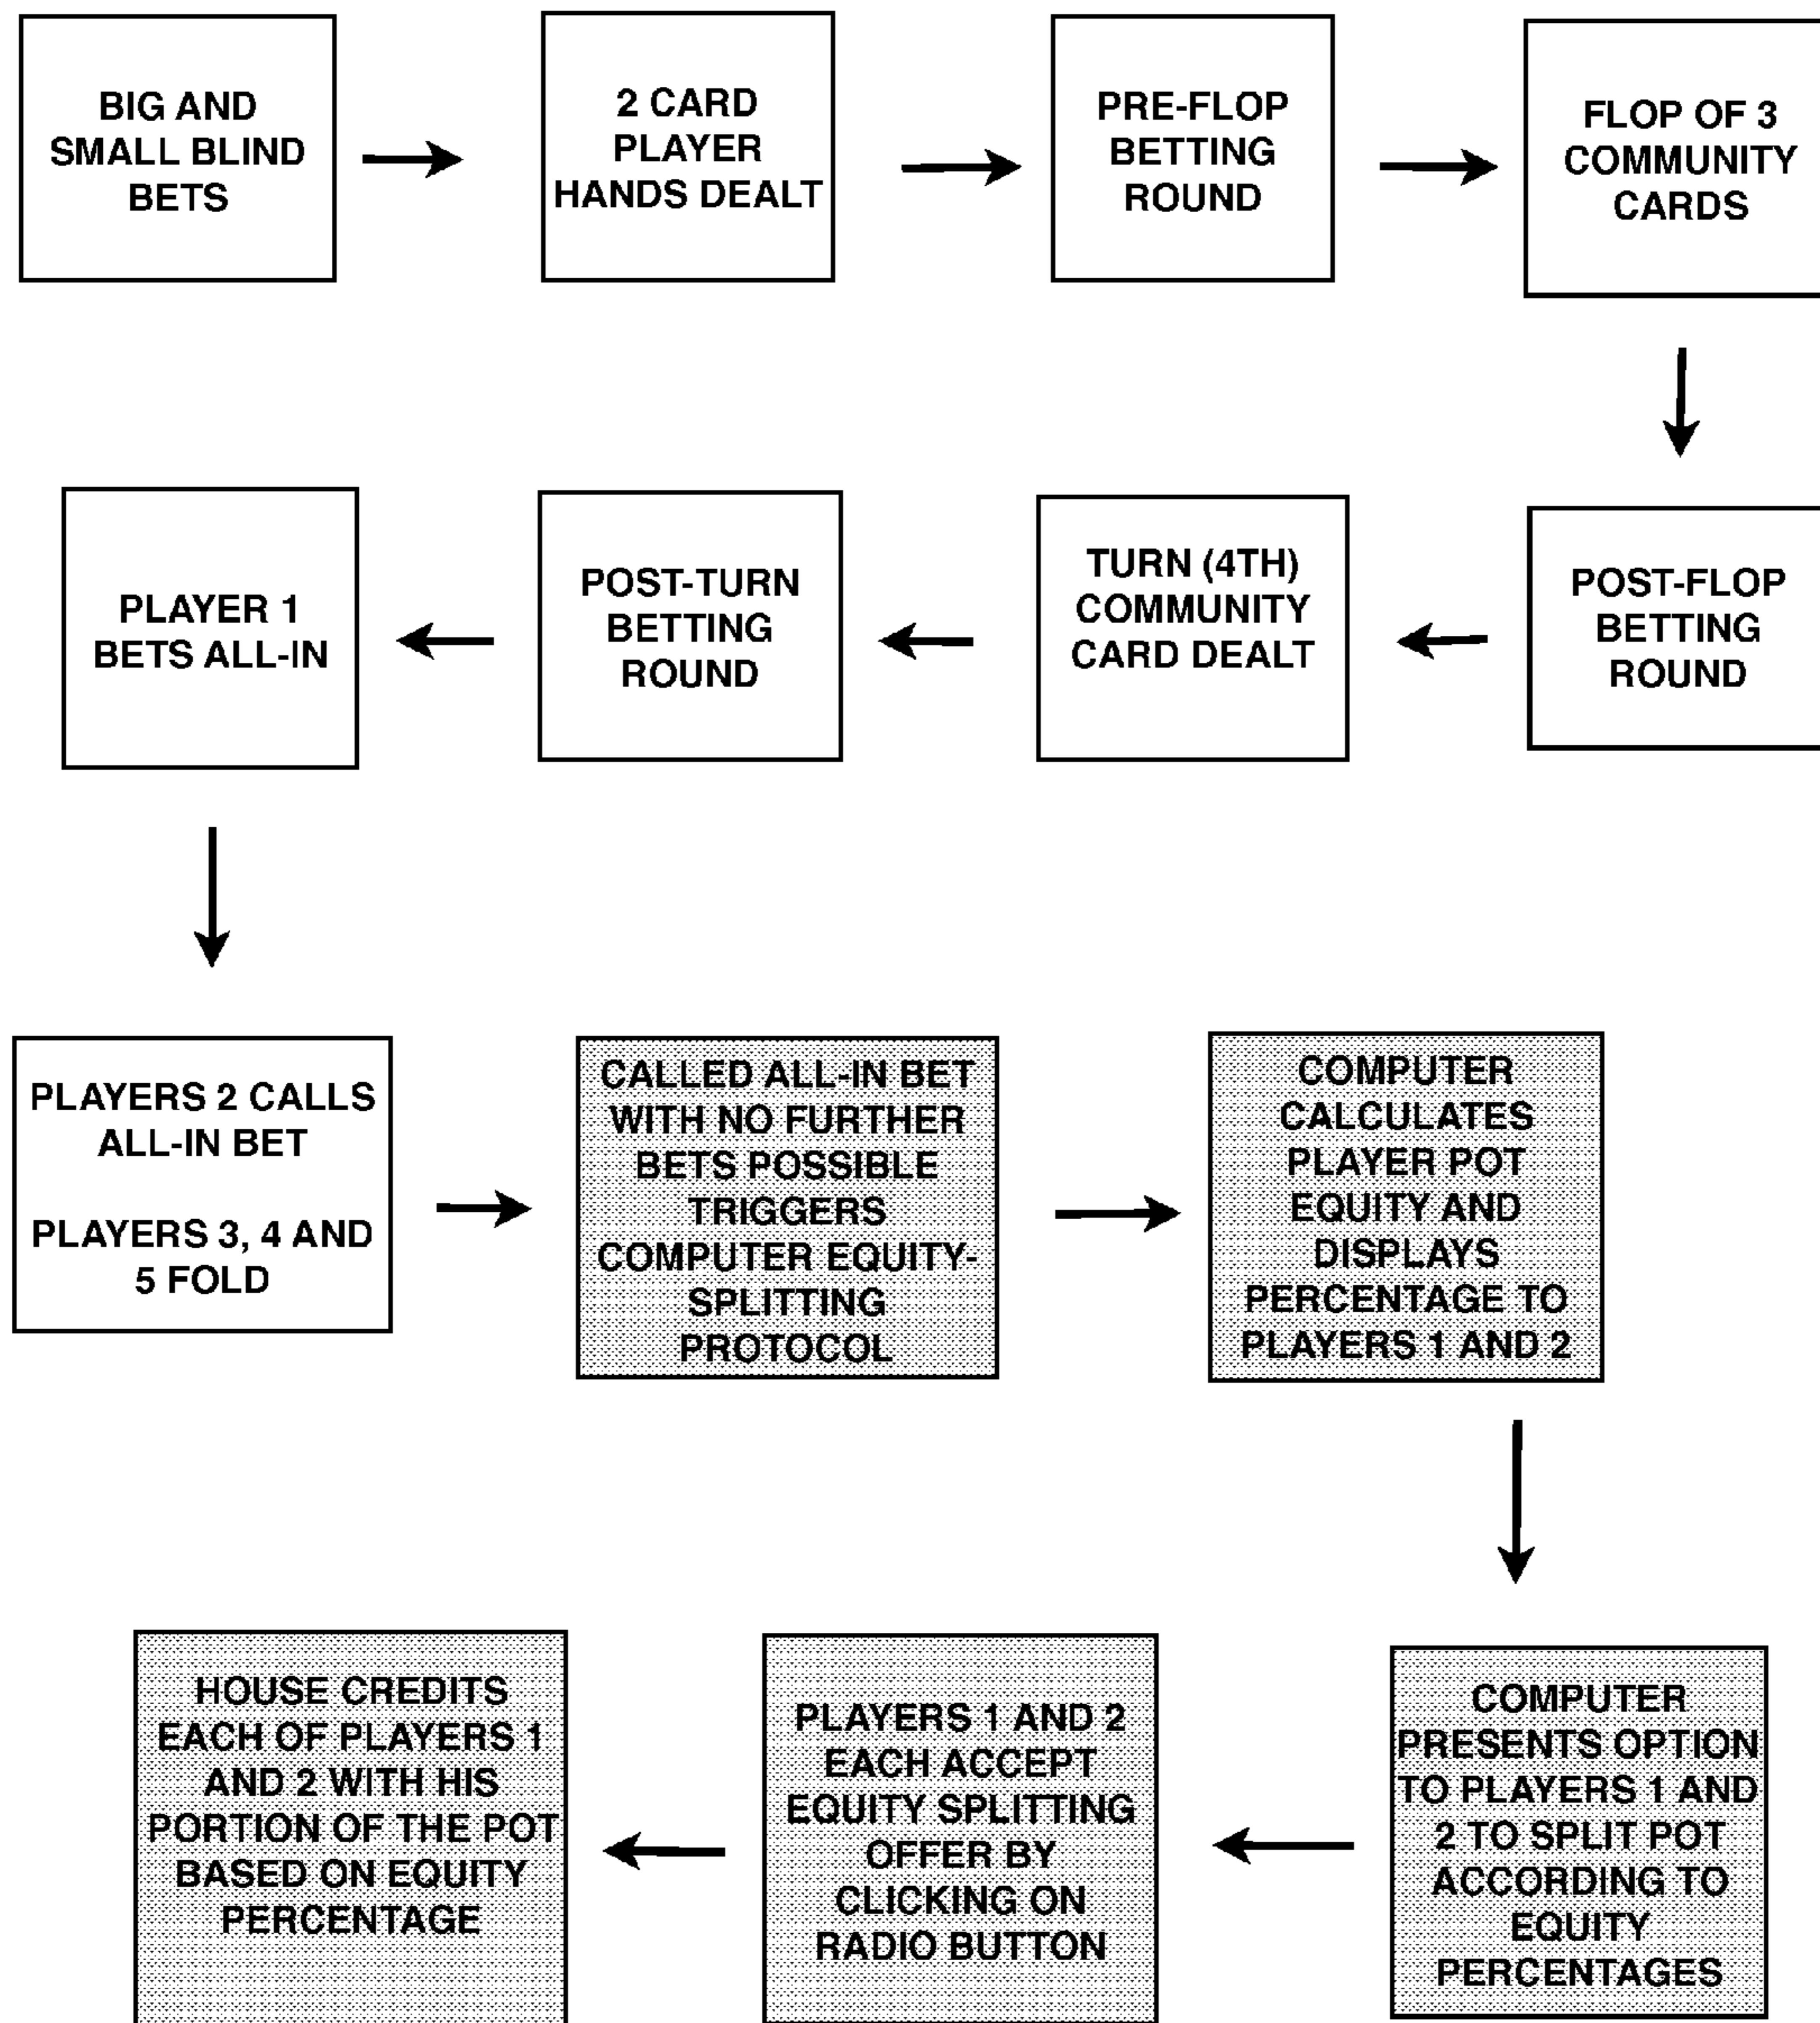 BIG AND
SMALL BLIND
BETS
2 CARD
PLAYER
HANDS DEALT
PRE-FLOP
BETTING
ROUND
FLOP OF 3
COMMUNITY
CARDS
POST-FLOP
BETTING
ROUND
TURN (4TH)
COMMUNITY
CARD DEALT
POST-TURN
BETTING
ROUND
PLAYER 1
BETS ALL-IN
PLAYERS 2 CALLS
ALL-IN BET
PLAYERS 3, 4 AND
5 FOLD
CALLED ALL-IN BET
WITH NO FURTHER
BETS POSSIBLE
TRIGGERS
COMPUTER EQUITY-
SPLITTING
PROTOCOL
COMPUTER
CALCULATES
PLAYER POT
EQUITY AND
DISPLAYS
PERCENTAGE TO
PLAYERS 1 AND 2
COMPUTER
PRESENTS OPTION
TO PLAYERS 1 AND
2 TO SPLIT POT
ACCORDING TO
EQUITY
PERCENTAGES
PLAYERS 1 AND 2
EACH ACCEPT
EQUITY SPLITTING
OFFER BY
CLICKING ON
RADIO BUTTON
HOUSE CREDITS
EACH OF PLAYERS 1
AND 2 WITH HIS
PORTION OF THE POT
BASED ON EQUITY
PERCENTAGE